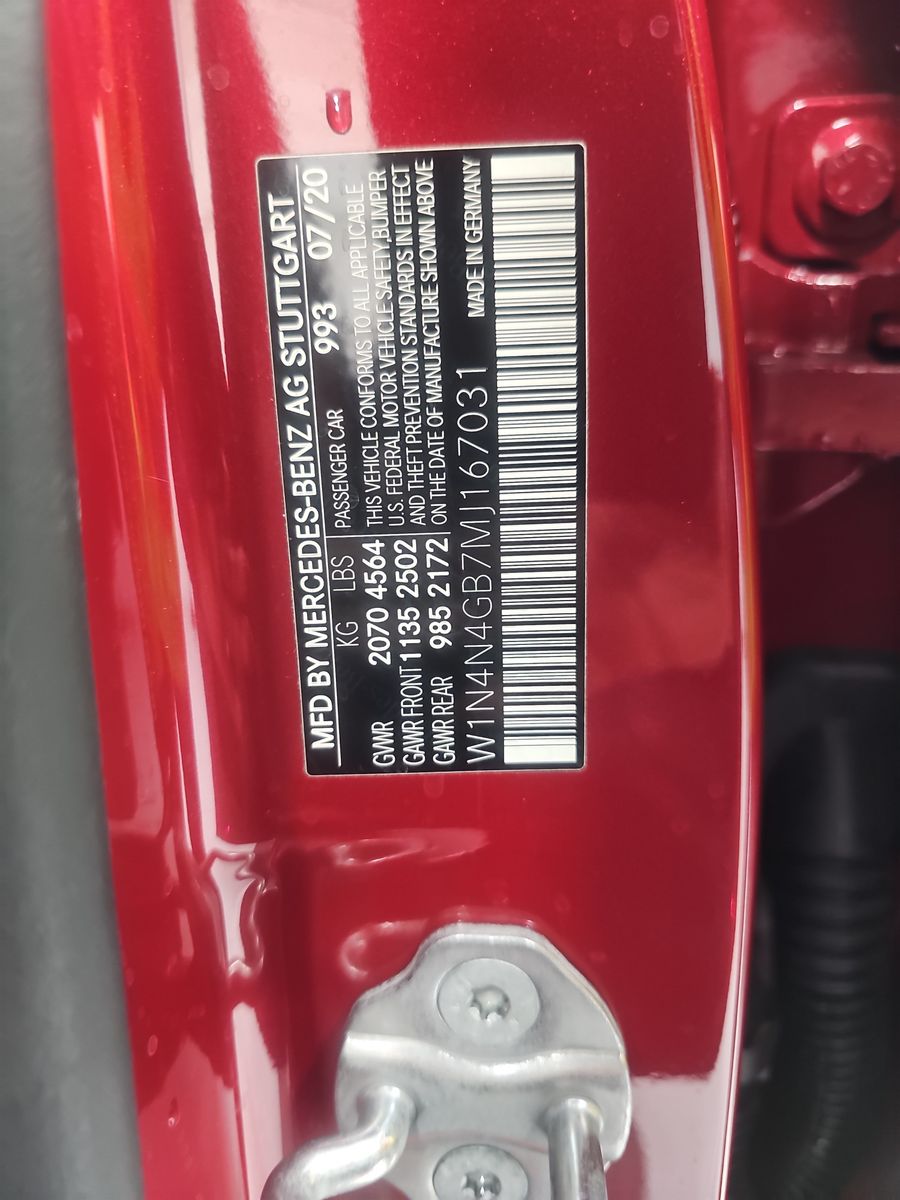 MFD BY MERCEDES-BENZ AG STUTTGART
KG LBS PASSENGER CAR 993 07/20
GVWR 2070 4564 THIS VEHICLE CONFORMS TO ALL APPLICABLE
GAWR FRONT 1135 2502 U.S. FEDERAL MOTOR VEHICLE SAFETY, BUMPER
GAWR REAR 985 2172 AND THEFT PREVENTION STANDARDS IN EFFECT
ON THE DATE OF MANUFACTURE SHOWN ABOVE
W1N4N4GB7MJ167031 MADE IN GERMANY